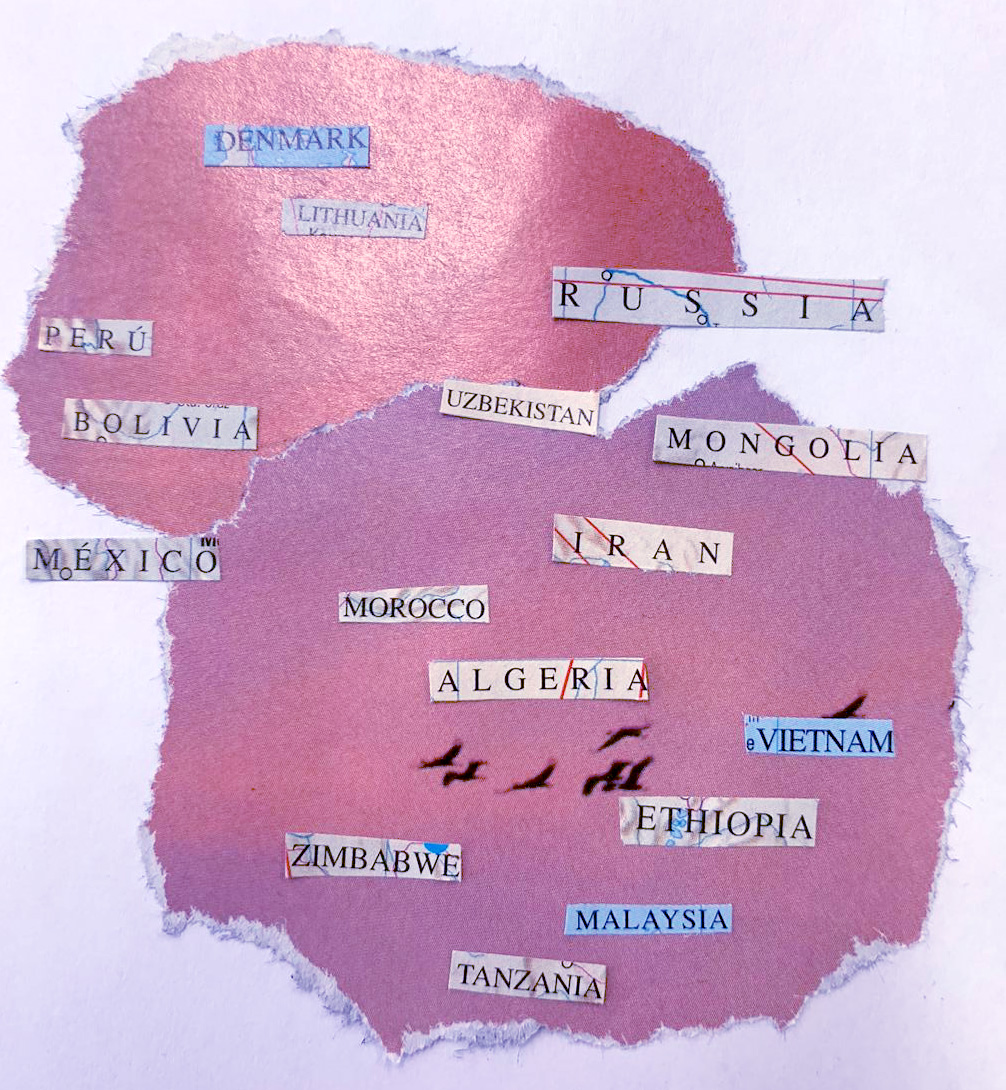 DENMARK
LITHUANIA
RUSSIA
PERÚ
UZBEKISTAN
BOLIVIA
MONGOLIA
MÉXICO
IRAN
MOROCCO
ALGERIA
VIETNAM
ETHIOPIA
ZIMBABWE
MALAYSIA
TANZANIA